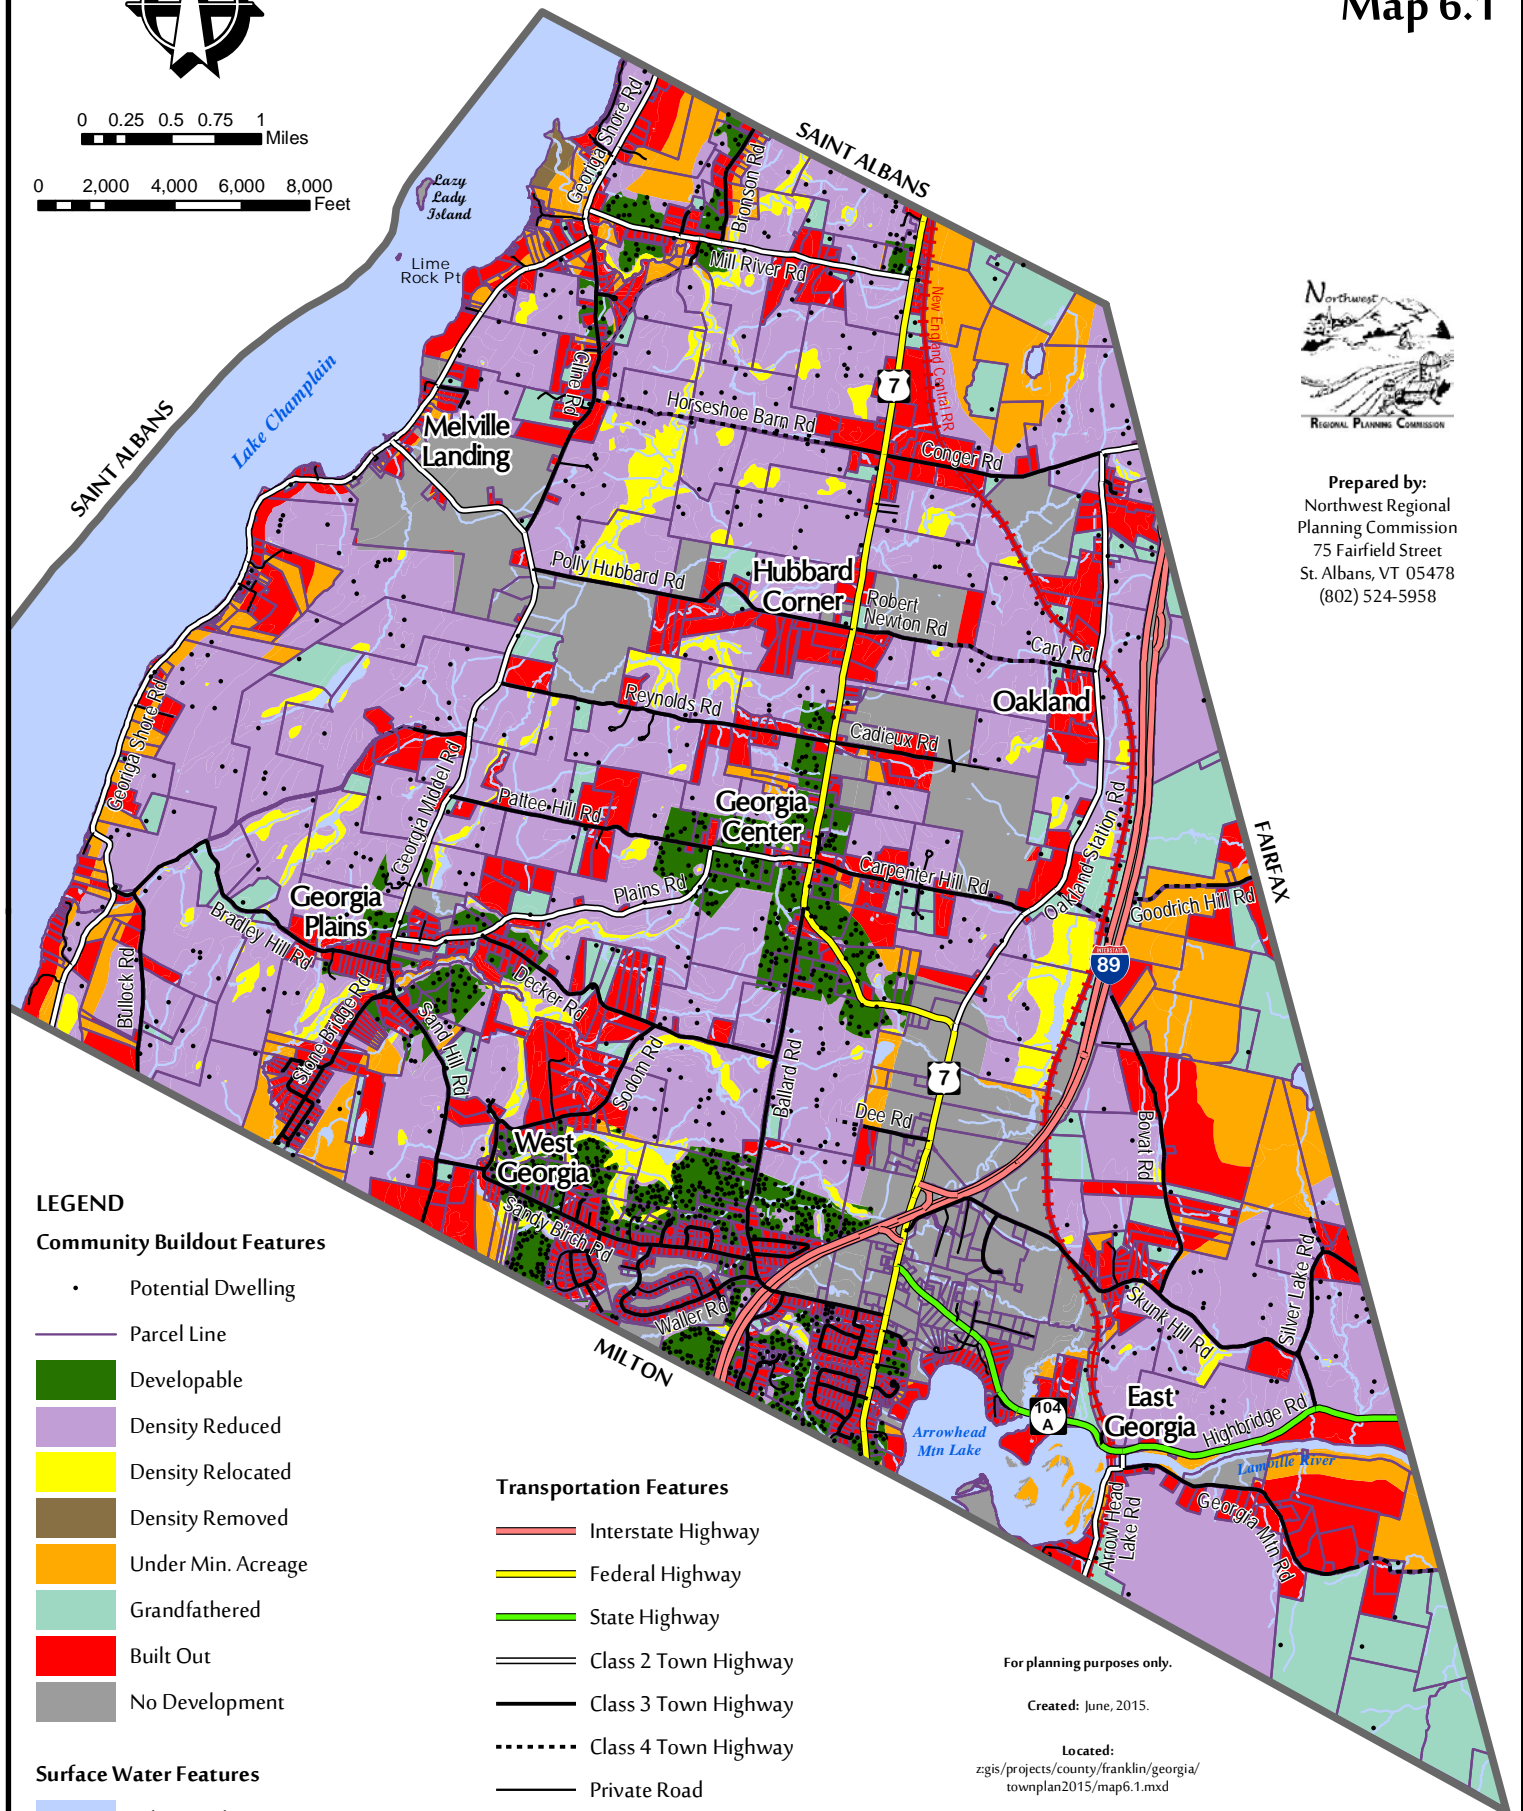 Map 6.1
0 0.25 0.5 0.75 1
Miles
0 2,000 4,000 6,000 8,000
Feet
SAINT ALBANS
Georigia Shore Rd
Bronson Rd
Lazy
Lady
Island
Lime
Rock Pt
Mill River Rd
New England Central RR
Northwest
REGIONAL PLANNING COMMISSION
Prepared by:
Northwest Regional
Planning Commission
75 Fairfield Street
St. Albans, VT 05478
(802) 524-5958
SAINT ALBANS
Lake Champlain
Cline Rd
7
Horseshoe Barn Rd
Melville
Landing
Conger Rd
Polly Hubbard Rd
Hubbard
Corner
Robert
Newton Rd
Cary Rd
Oakland
Reynolds Rd
Cadieux Rd
Georigia Shore Rd
Georgia Middel Rd
Pattee Hill Rd
Georgia
Center
Oakland Station Rd
FAIRFAX
Carpenter Hill Rd
Goodrich Hill Rd
Plains Rd
Georgia
Plains
Bradley Hill Rd
Bullock Rd
INTERSTATE
89
Decker Rd
Stone Bridge Rd
Sand Hill Rd
Sodom Rd
Ballard Rd
7
Dee Rd
Bovat Rd
West
Georgia
Sandy Birch Rd
Waller Rd
MILTON
Skunk Hill Rd
Silver Lake Rd
104
A
East
Georgia
Highbridge Rd
Arrowhead
Mtn Lake
Lamoille River
Arrow Head
Lake Rd
Georgia Mtn Rd
LEGEND
Community Buildout Features
Potential Dwelling
Parcel Line
Developable
Density Reduced
Density Relocated
Density Removed
Under Min. Acreage
Grandfathered
Built Out
No Development
Surface Water Features
Transportation Features
Interstate Highway
Federal Highway
State Highway
Class 2 Town Highway
Class 3 Town Highway
Class 4 Town Highway
Private Road
For planning purposes only.
Created: June, 2015.
Located:
z:gis/projects/county/franklin/georgia/
townplan2015/map6.1.mxd